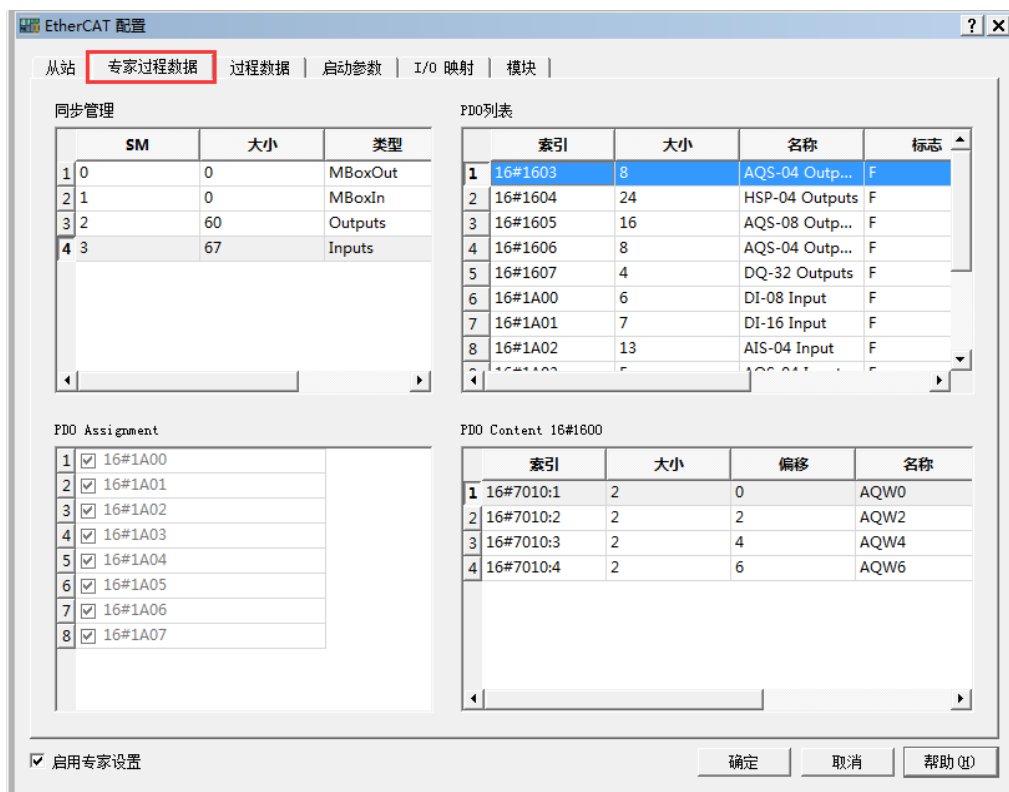 EtherCAT 配置
从站 专家过程数据 过程数据 启动参数 I/O 映射 模块
同步管理
SM 大小 类型
1 0 0 MBoxOut
2 1 0 MBoxIn
3 2 60 Outputs
4 3 67 Inputs
PDO列表
索引 大小 名称 标志
1 16#1603 8 AQS-04 Outp... F
2 16#1604 24 HSP-04 Outputs F
3 16#1605 16 AQS-08 Outp... F
4 16#1606 8 AQS-04 Outp... F
5 16#1607 4 DQ-32 Outputs F
6 16#1A00 6 DI-08 Input F
7 16#1A01 7 DI-16 Input F
8 16#1A02 13 AIS-04 Input F
PDO Assignment
1 16#1A00
2 16#1A01
3 16#1A02
4 16#1A03
5 16#1A04
6 16#1A05
7 16#1A06
8 16#1A07
PDO Content 16#1600
索引 大小 偏移 名称
1 16#7010:1 2 0 AQW0
2 16#7010:2 2 2 AQW2
3 16#7010:3 2 4 AQW4
4 16#7010:4 2 6 AQW6
启用专家设置
确定 取消 帮助(H)